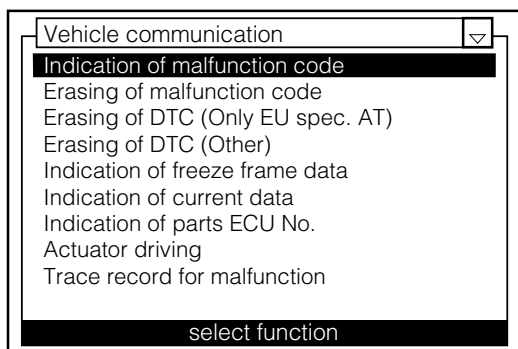 Vehicle communication
Indication of malfunction code
Erasing of malfunction code
Erasing of DTC (Only EU spec. AT)
Erasing of DTC (Other)
Indication of freeze frame data
Indication of current data
Indication of parts ECU No.
Actuator driving
Trace record for malfunction
select function